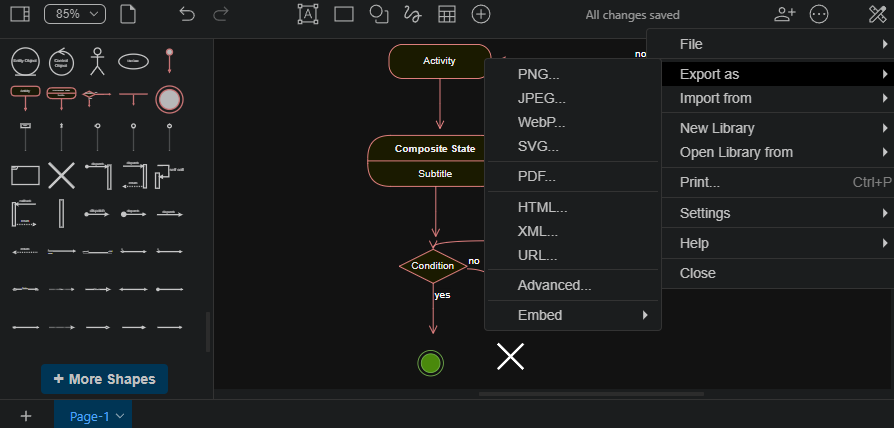 85%
All changes saved
Entity Object
Control Object
Activity
no
Composite State
Subtitle
Condition
no
yes
File
Export as
Import from
New Library
Open Library from
Print...
Ctrl+P
Settings
Help
Close
PNG...
JPEG...
WebP...
SVG...
PDF...
HTML...
XML...
URL...
Advanced...
Embed
+ More Shapes
+
Page-1